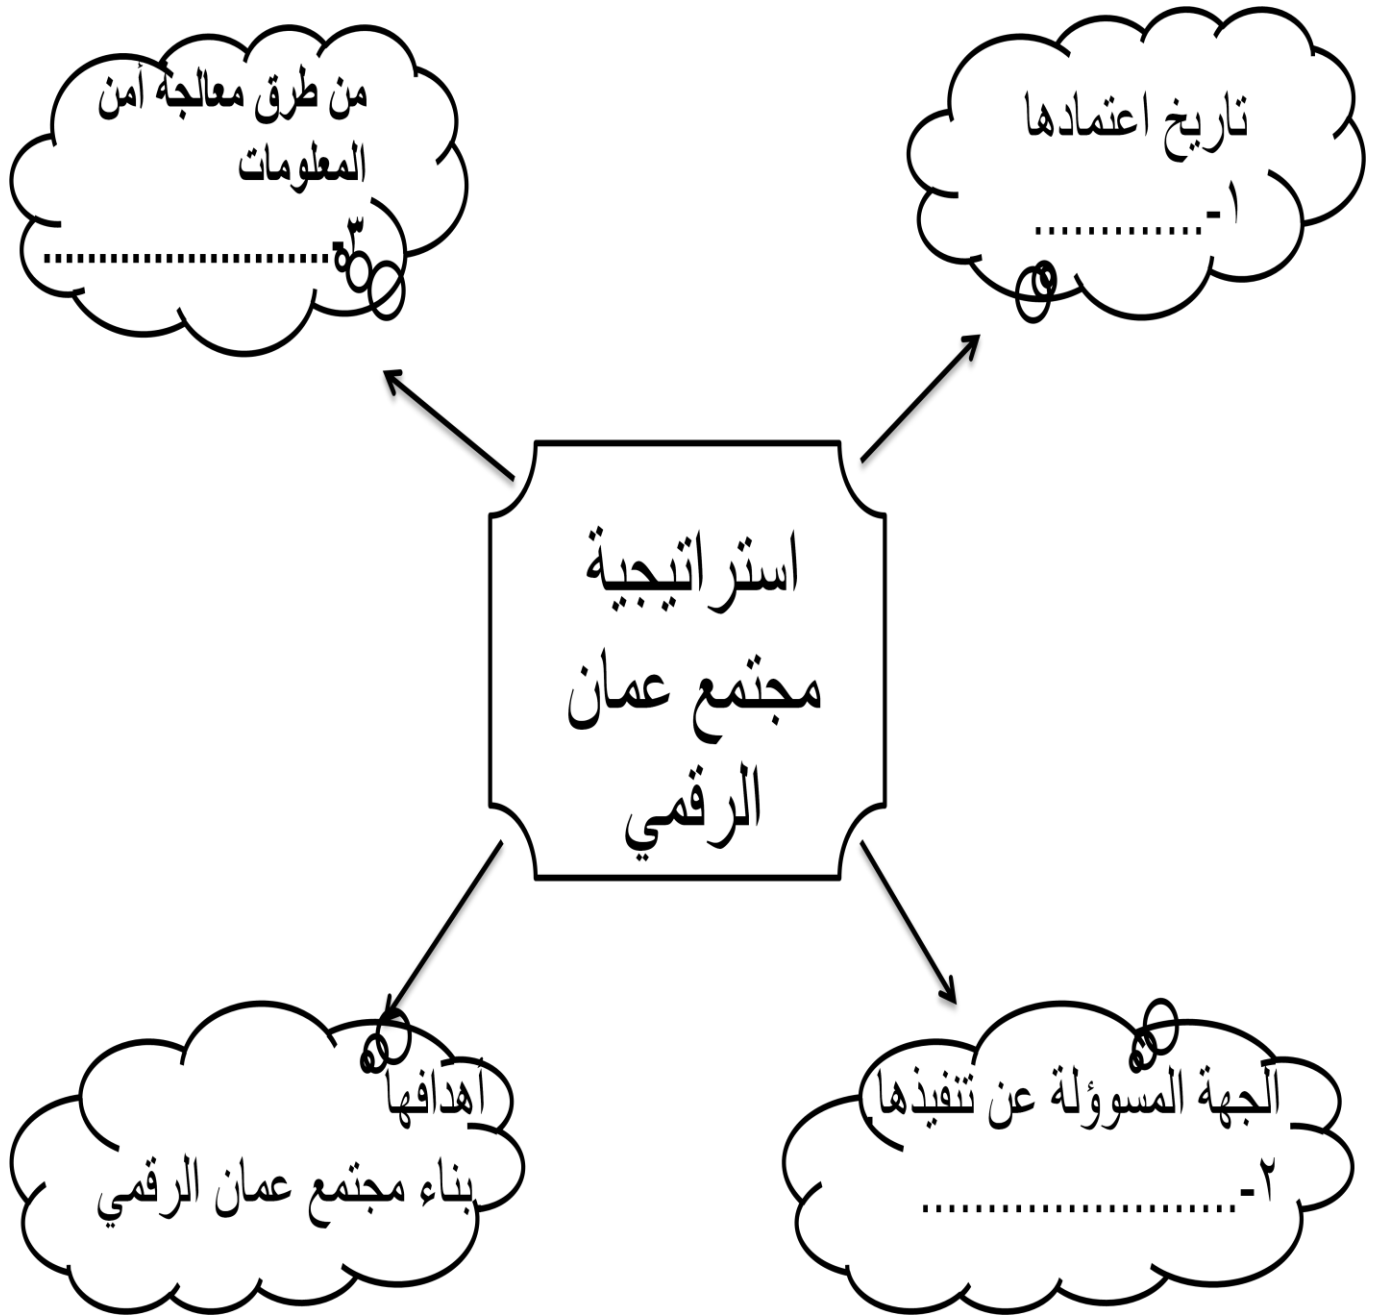 تاريخ اعتمادها
١-.............
من طرق معالجة أمن
المعلومات
٣-..........................
استراتيجية
مجتمع عمان
الرقمي
الجهة المسوؤلة عن تنفيذها
٢-........................
أهدافها
بناء مجتمع عمان الرقمي